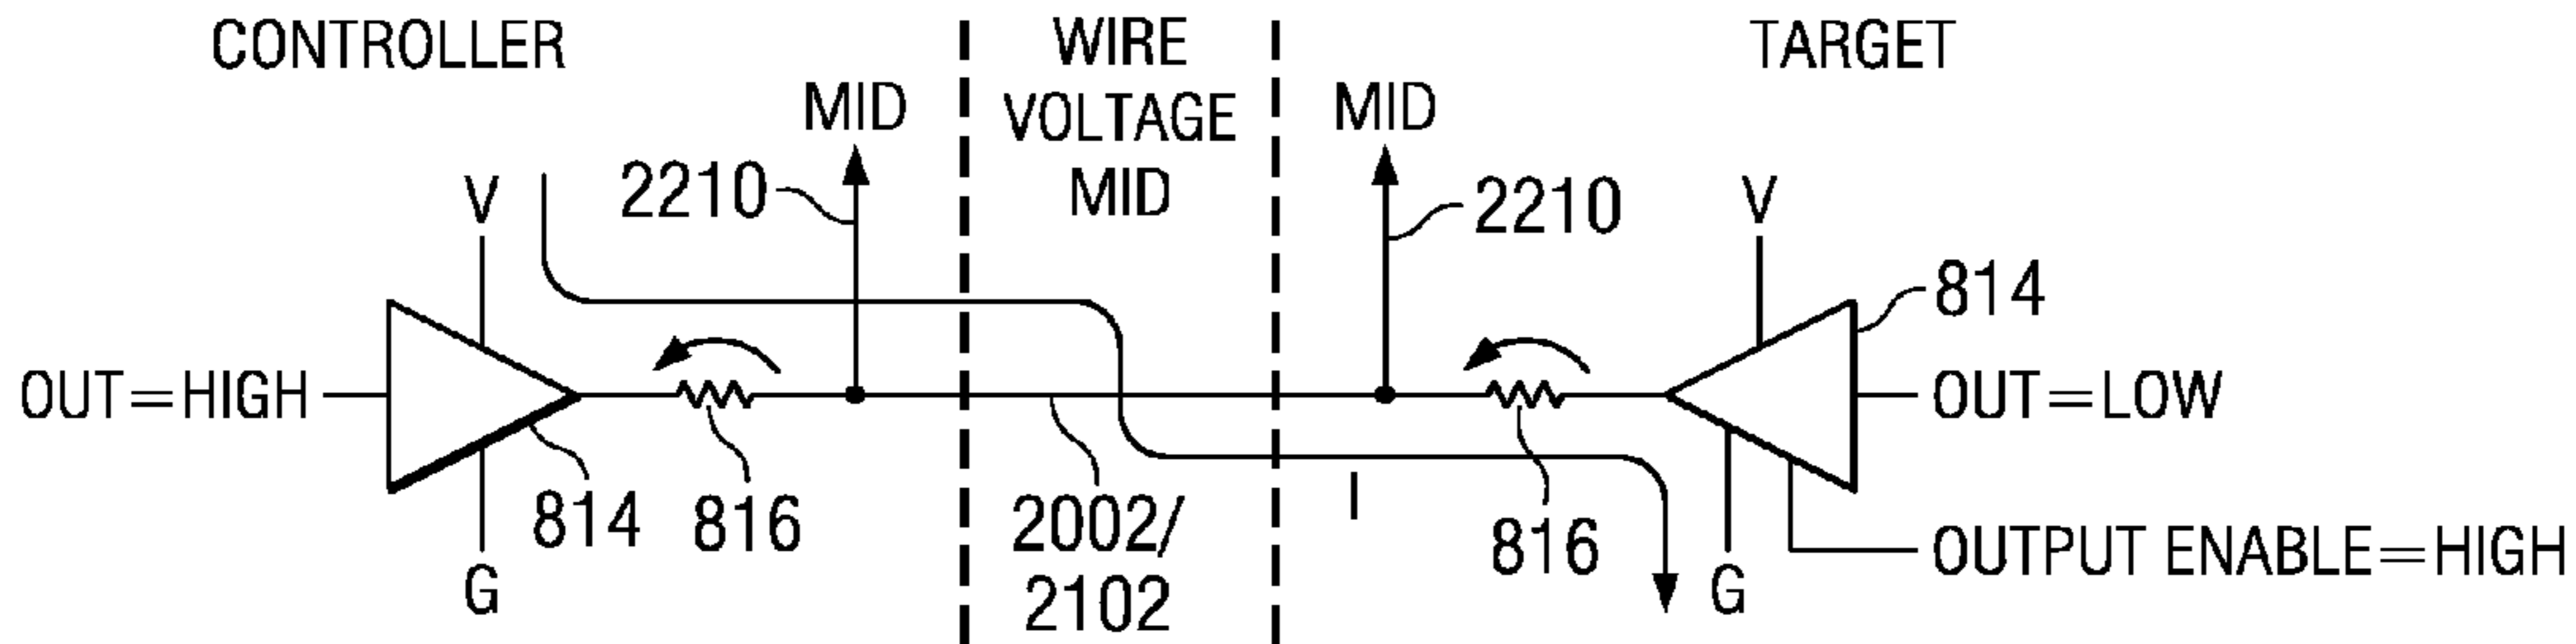 CONTROLLER
WIRE
VOLTAGE
MID
TARGET
MID
MID
V
2210
2210
V
814
OUT=HIGH
OUT=LOW
814
816
2002/
2102
I
816
OUTPUT ENABLE=HIGH
G
G